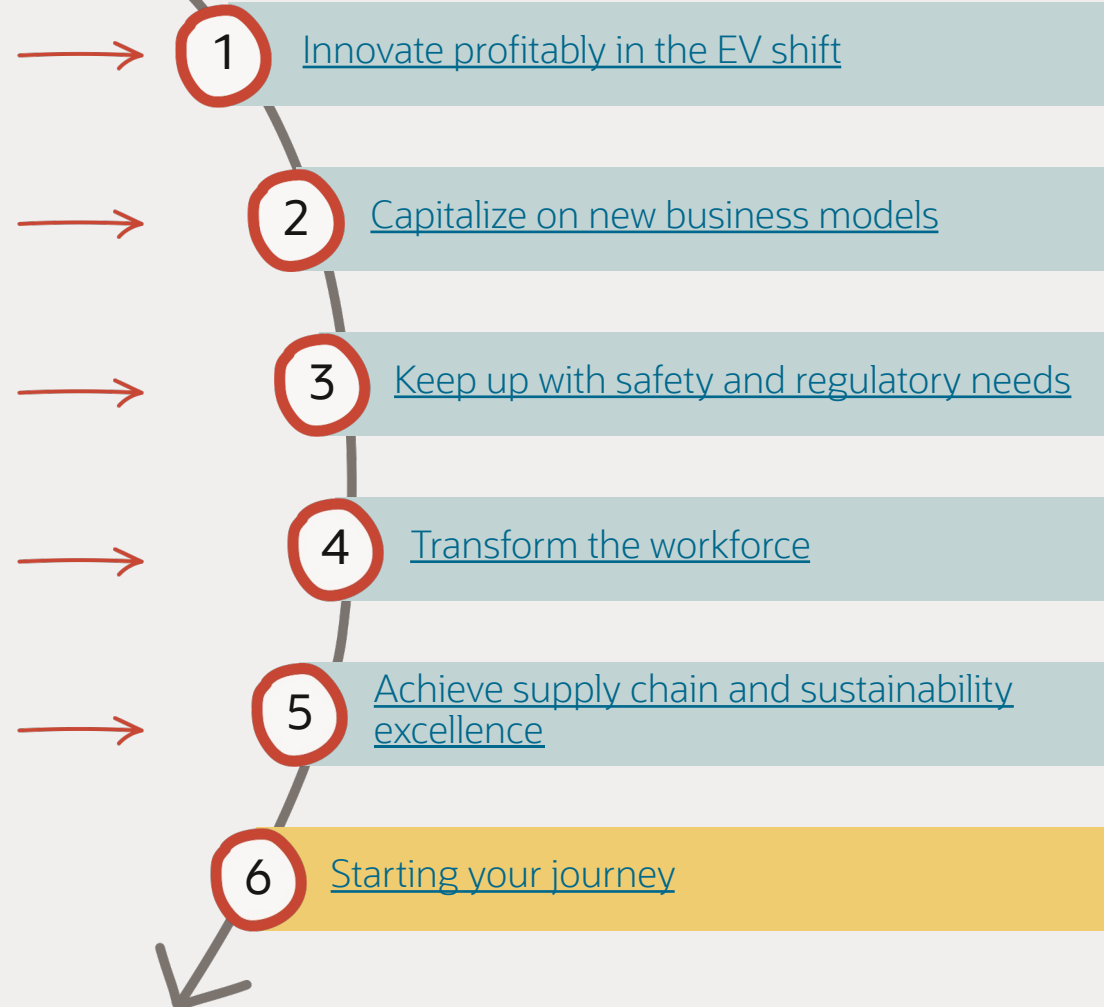 1 Innovate profitably in the EV shift
2 Capitalize on new business models
3 Keep up with safety and regulatory needs
4 Transform the workforce
5 Achieve supply chain and sustainability
excellence
6 Starting your journey